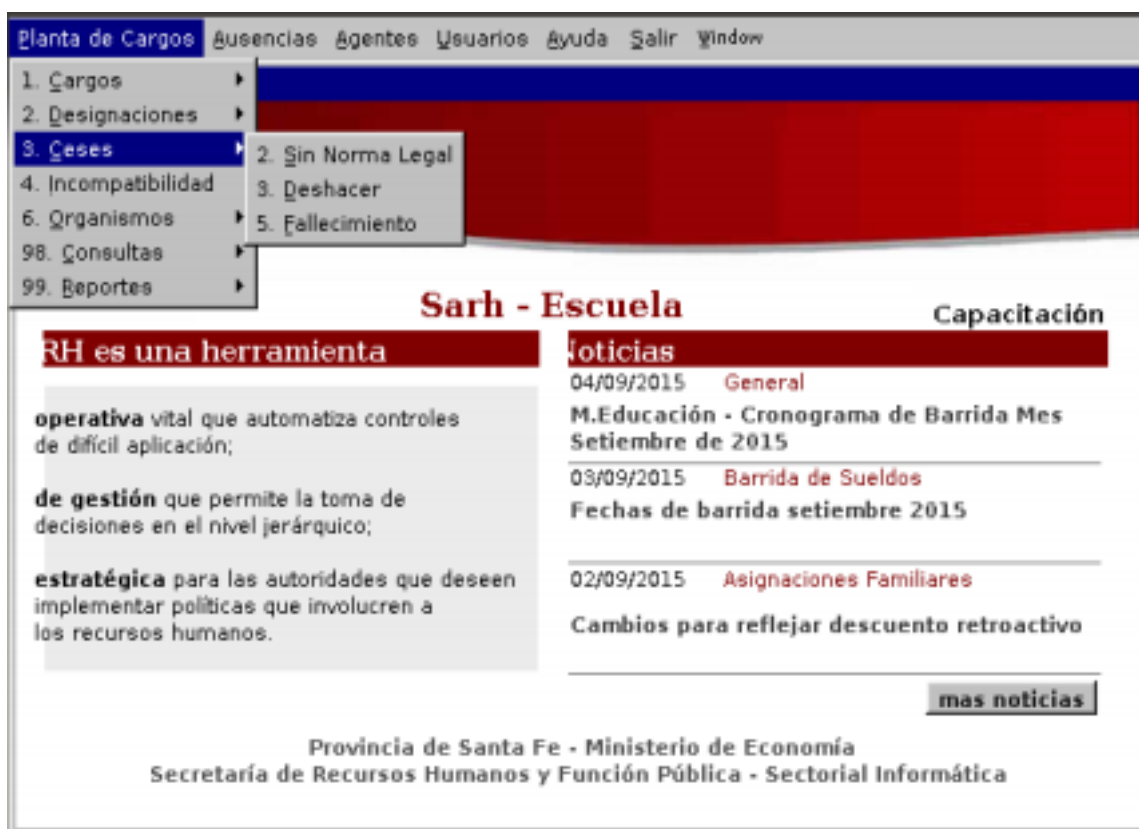 Planta de Cargos Ausencias Agentes Usuarios Ayuda Salir Window
1. Cargos
2. Designaciones
3. Ceses
4. Incompatibilidad
6. Organismos
98. Consultas
99. Reportes
2. Sin Norma Legal
3. Deshacer
5. Fallecimiento
Sarh - Escuela
Capacitación
RH es una herramienta
operativa vital que automatiza controles
de difícil aplicación;
de gestión que permite la toma de
decisiones en el nivel jerárquico;
estratégica para las autoridades que deseen
implementar políticas que involucren a
los recursos humanos.
Noticias
04/09/2015 General
M.Educación - Cronograma de Barrida Mes
Setiembre de 2015
03/09/2015 Barrida de Sueldos
Fechas de barrida setiembre 2015
02/09/2015 Asignaciones Familiares
Cambios para reflejar descuento retroactivo
mas noticias
Provincia de Santa Fe - Ministerio de Economía
Secretaría de Recursos Humanos y Función Pública - Sectorial Informática